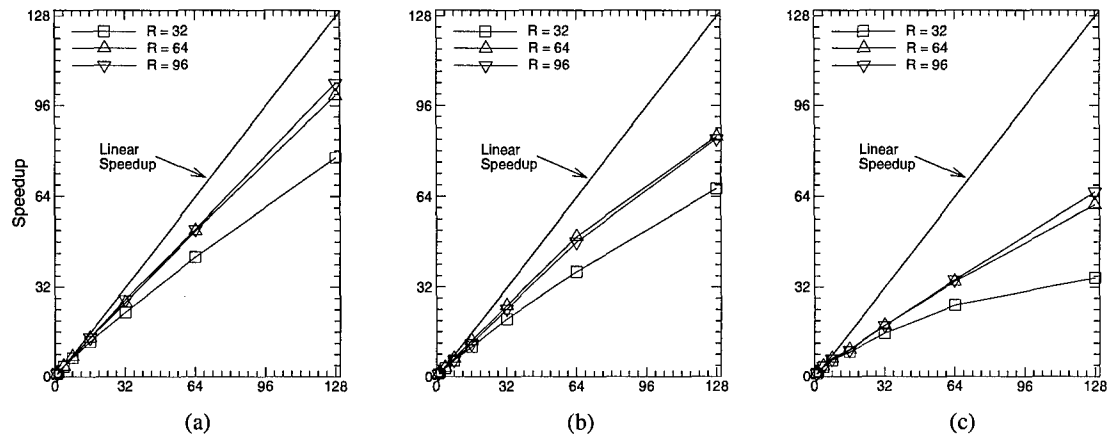 128
96
64
32
0
Speedup
R = 32
R = 64
R = 96
Linear
Speedup
0 32 64 96 128
(a)
128
96
64
32
0
R = 32
R = 64
R = 96
Linear
Speedup
0 32 64 96 128
(b)
128
96
64
32
0
R = 32
R = 64
R = 96
Linear
Speedup
0 32 64 96 128
(c)